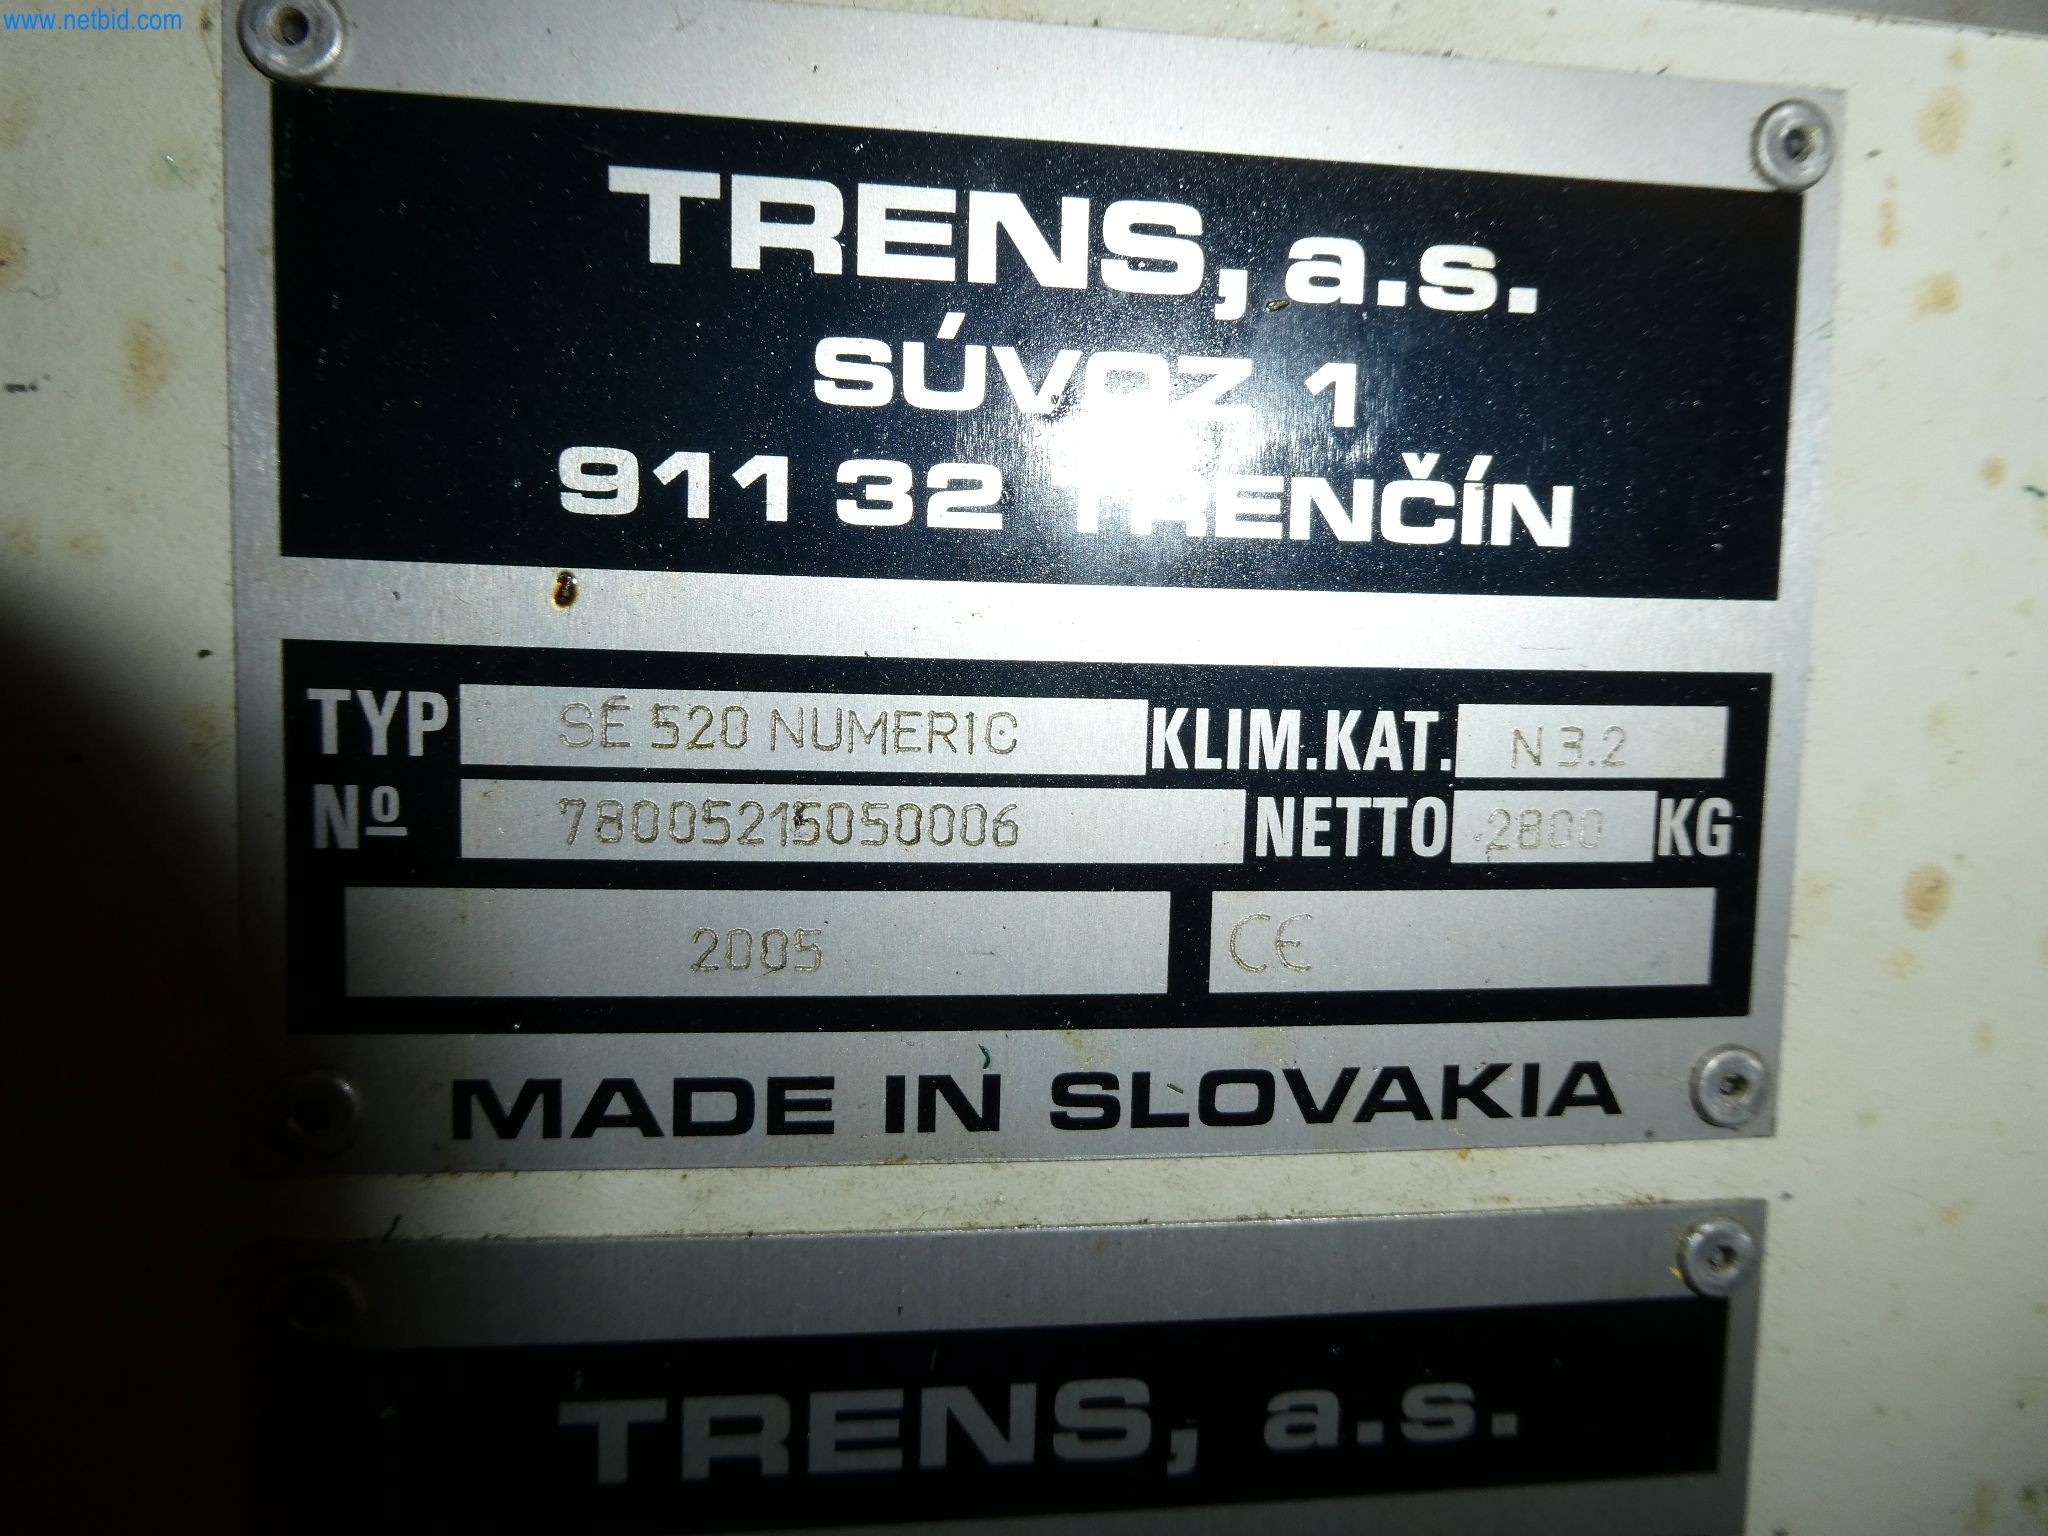 www.netbid.com
TRENS, a.s.
SÚVOZ 1
911 32 TRENČÍN
TYP SE 520 NUMERIC KLIM.KAT. N 3.2
Nº 78005215050006 NETTO 2800 KG
2005 CE
MADE IN SLOVAKIA
TRENS, a.s.